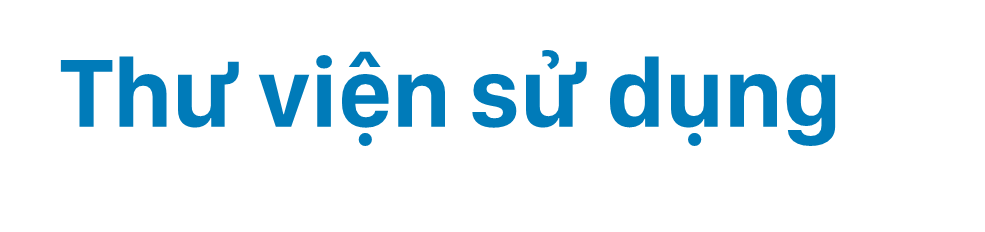 Thư viện sử dụng